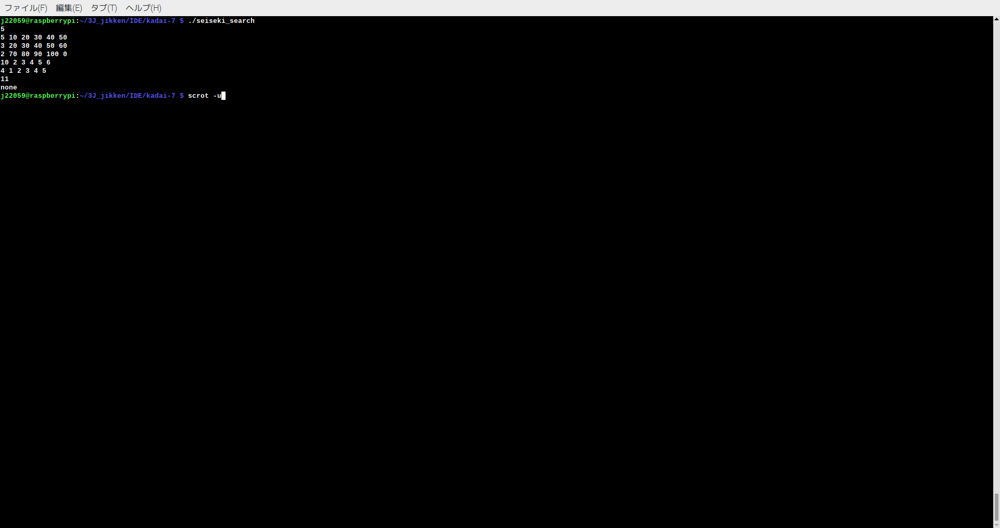 ファイル(F) 編集(E) タブ(T) ヘルプ(H)
j22059@raspberrypi:~/3J_jikken/IDE/kadai-7 $ ./seiseki_search
5
5 10 20 30 40 50
3 20 30 40 50 60
2 70 80 90 100 0
10 2 3 4 5 6
4 1 2 3 4 5
11
none
j22059@raspberrypi:~/3J_jikken/IDE/kadai-7 $ scrot -u